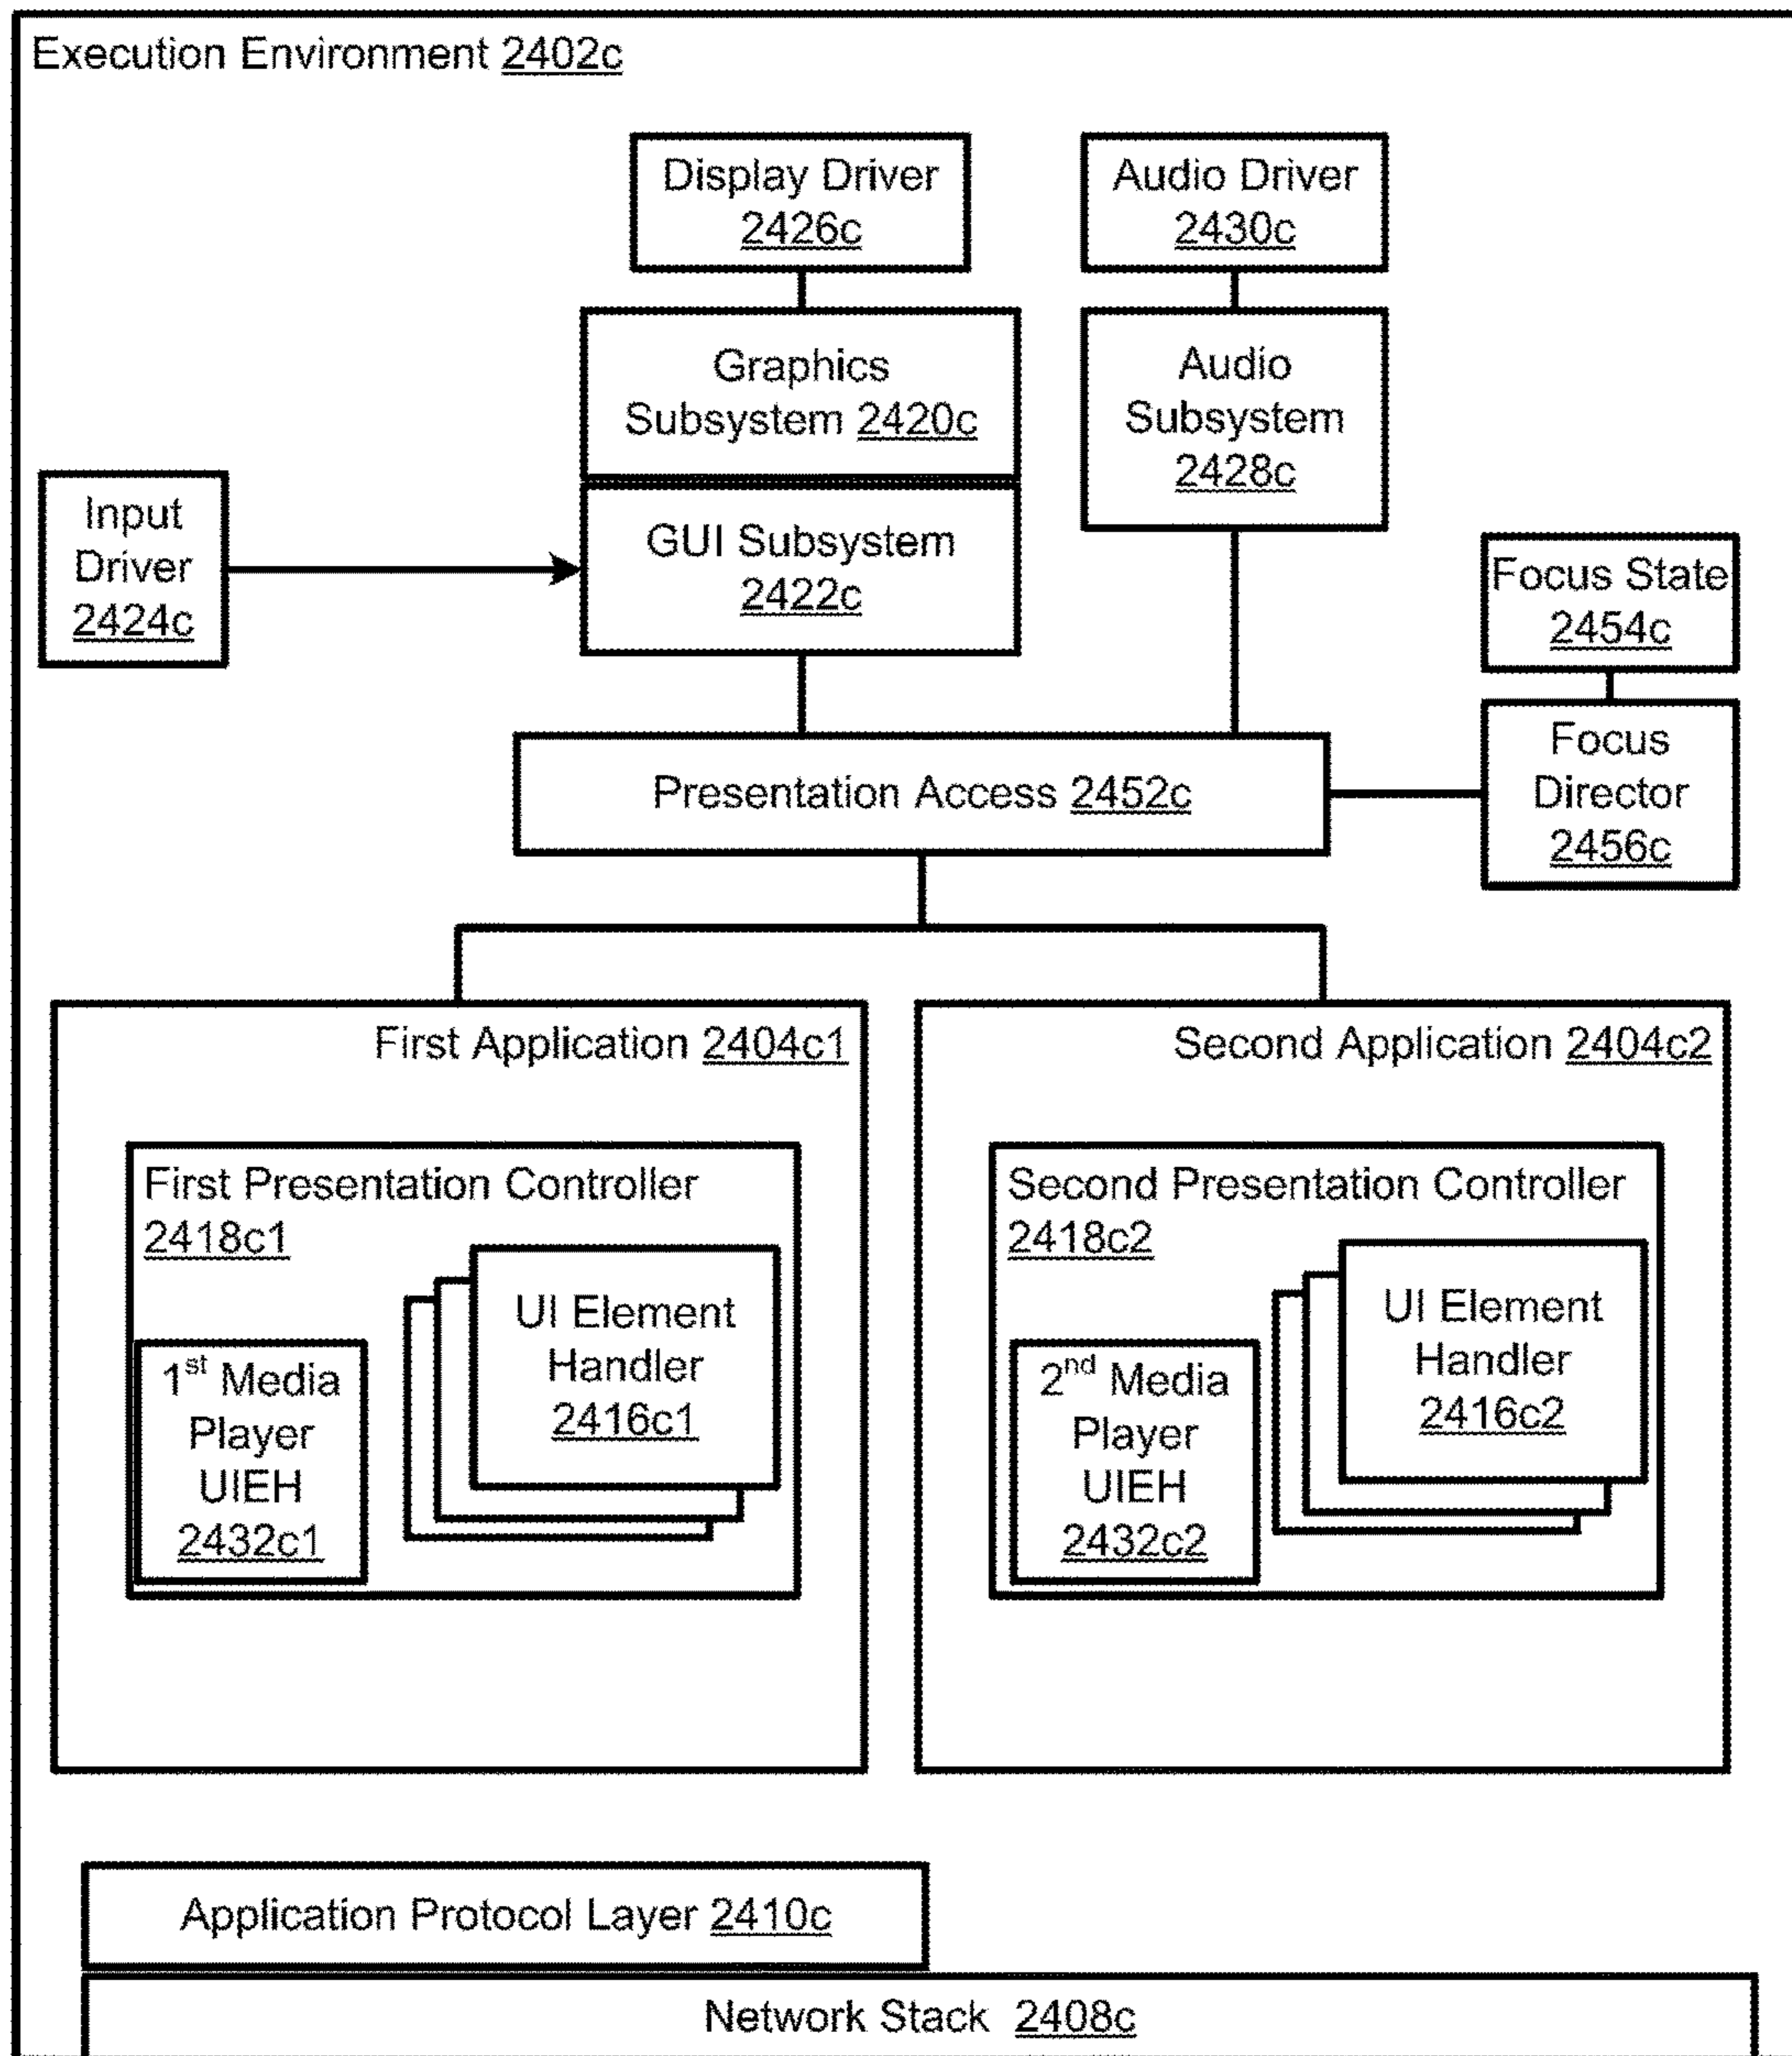 Execution Environment 2402c
Display Driver
2426c
Audio Driver
2430c
Graphics
Subsystem 2420c
Audio
Subsystem
2428c
Input
Driver
2424c
GUI Subsystem
2422c
Focus State
2454c
Focus
Director
2456c
Presentation Access 2452c
First Application 2404c1
First Presentation Controller
2418c1
UI Element
Handler
2416c1
1st Media
Player
UIEH
2432c1
Second Application 2404c2
Second Presentation Controller
2418c2
UI Element
Handler
2416c2
2nd Media
Player
UIEH
2432c2
Application Protocol Layer 2410c
Network Stack 2408c